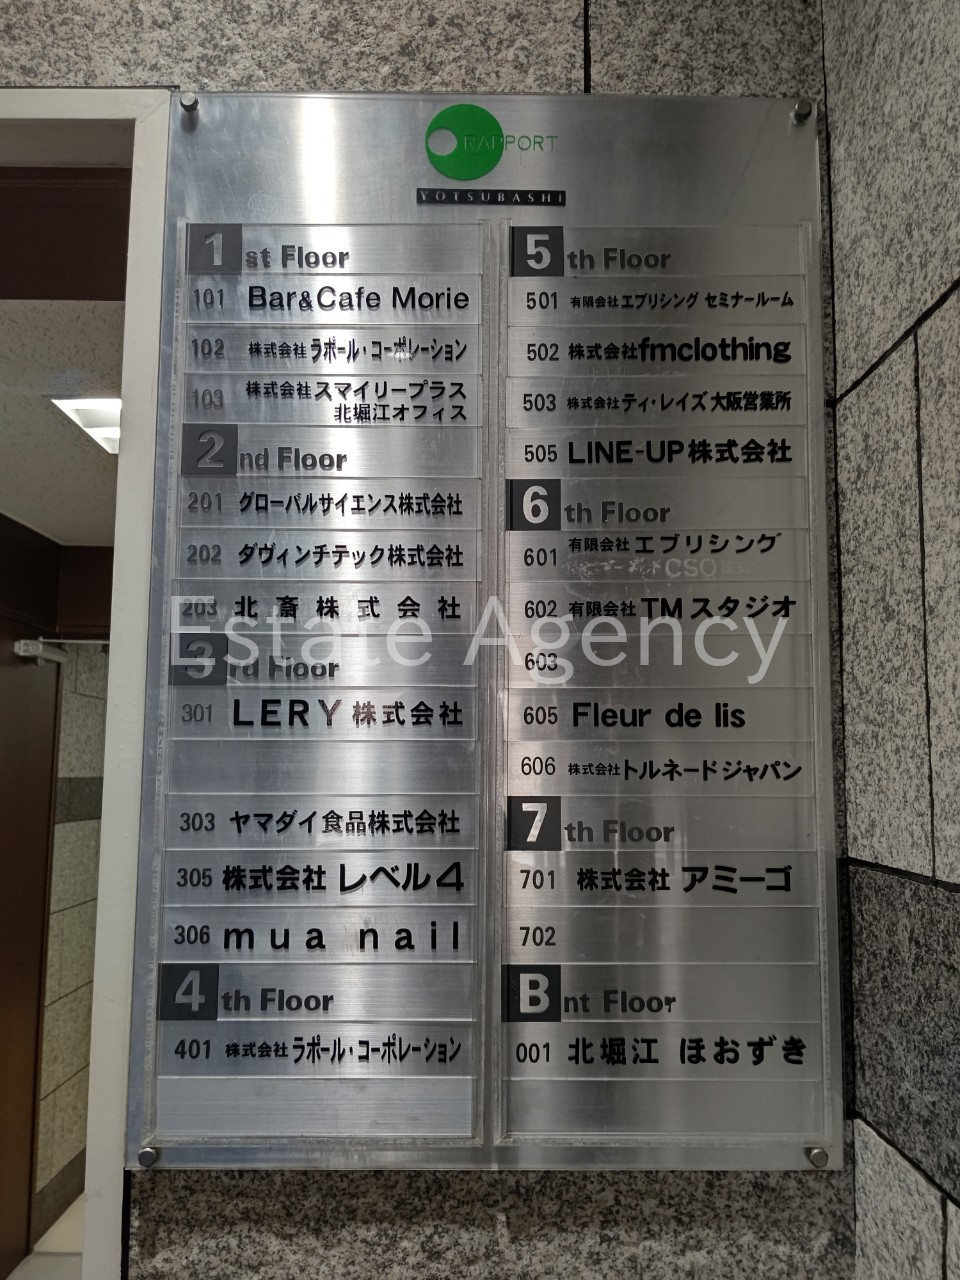 RAPPORT
YOTSUBASHI
1st Floor
101 Bar&Cafe Morie
102 株式会社ラポール・コーポレーション
103 株式会社スマイリープラス
北堀江オフィス
2nd Floor
201 グローバルサイエンス株式会社
202 ダヴィンチテック株式会社
203 北斎株式会社
3rd Floor
301 LERY株式会社
303 ヤマダイ食品株式会社
305 株式会社レベル4
306 mua nail
4th Floor
401 株式会社ラポール・コーポレーション
5th Floor
501 有限会社エブリシング セミナールーム
502 株式会社fmclothing
503 株式会社ティ・レイズ大阪営業所
505 LINE-UP株式会社
6th Floor
601 有限会社エブリシング
CSO
602 有限会社TMスタジオ
603
605 Fleur de lis
606 株式会社トルネードジャパン
7th Floor
701 株式会社アミーゴ
702
Bnt Floor
001 北堀江 ほおずき
Estate Agency